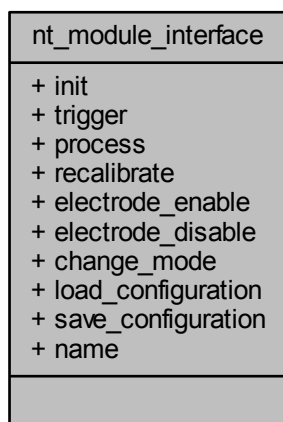 nt_module_interface
+ init
+ trigger
+ process
+ recalibrate
+ electrode_enable
+ electrode_disable
+ change_mode
+ load_configuration
+ save_configuration
+ name